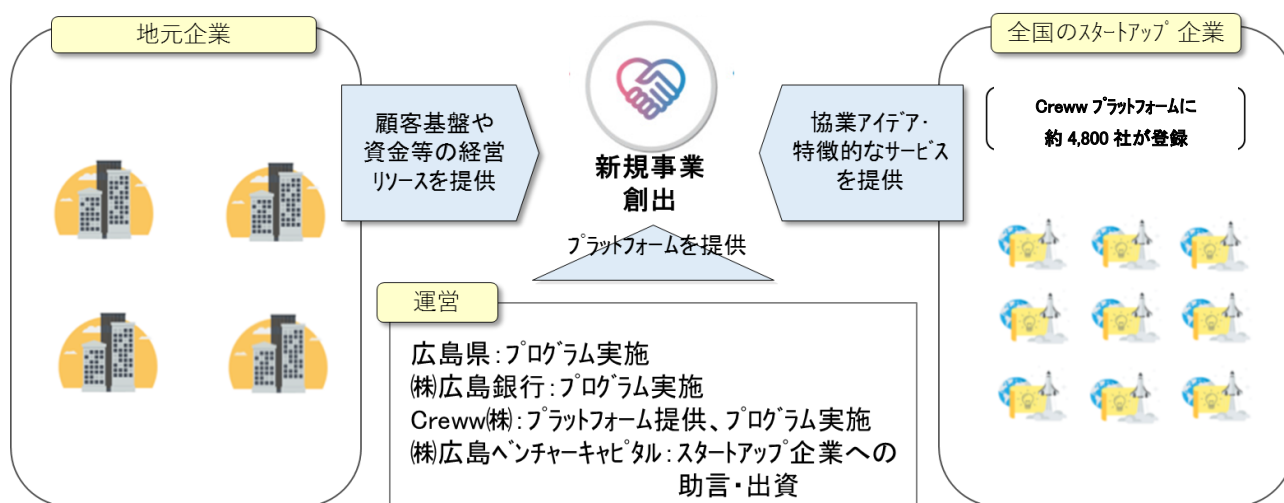 地元企業
顧客基盤や
資金等の経営
リソースを提供
新規事業
創出
協業アイデア・
特徴的なサービス
を提供
全国のスタートアップ 企業
Creww プラットフォームに
約 4,800 社が登録
プラットフォームを提供
運営
広島県：プログラム実施
㈱広島銀行：プログラム実施
Creww㈱：プラットフォーム提供、プログラム実施
㈱広島ベンチャーキャピタル：スタートアップ企業への
助言・出資